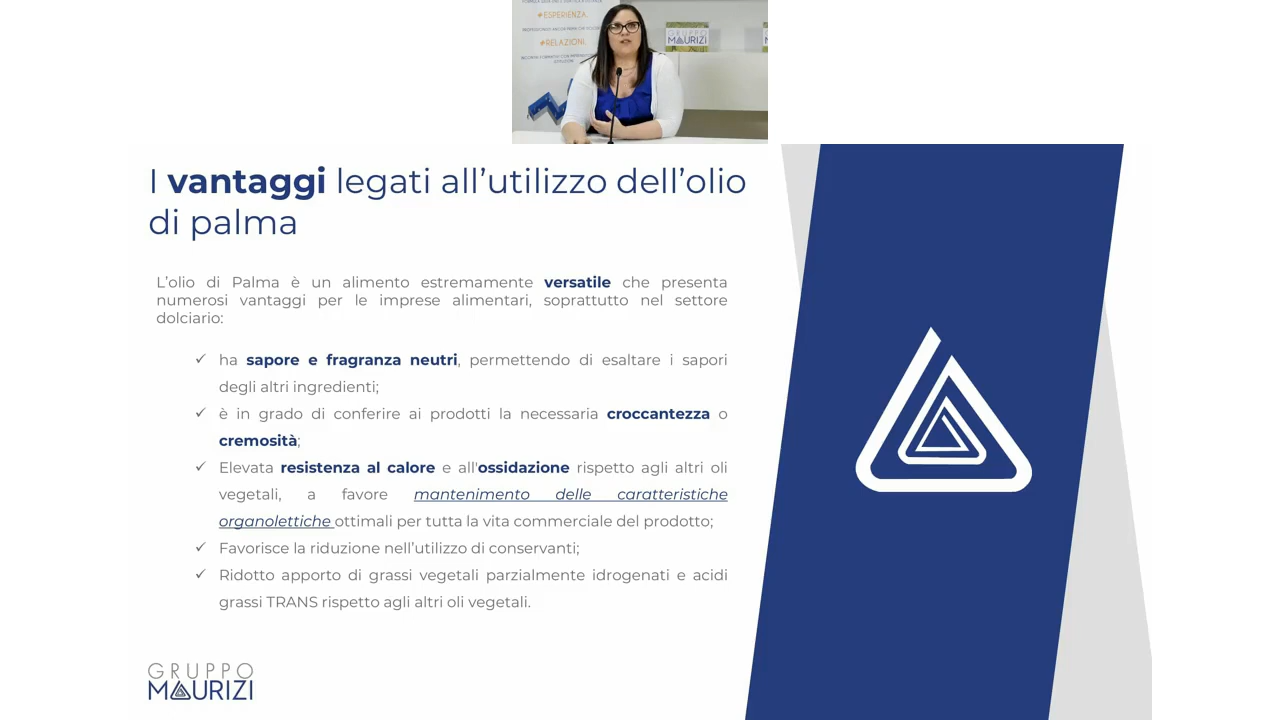 #ESPERIENZA.
#RELAZIONI.
GRUPPO
MAURIZI
I vantaggi legati all’utilizzo dell’olio
di palma
L’olio di Palma è un alimento estremamente versatile che presenta
numerosi vantaggi per le imprese alimentari, soprattutto nel settore
dolciario:
✓ ha sapore e fragranza neutri, permettendo di esaltare i sapori
degli altri ingredienti;
✓ è in grado di conferire ai prodotti la necessaria croccantezza o
cremosità;
✓ Elevata resistenza al calore e all'ossidazione rispetto agli altri oli
vegetali, a favore mantenimento delle caratteristiche
organolettiche ottimali per tutta la vita commerciale del prodotto;
✓ Favorisce la riduzione nell’utilizzo di conservanti;
✓ Ridotto apporto di grassi vegetali parzialmente idrogenati e acidi
grassi TRANS rispetto agli altri oli vegetali.
GRUPPO
MAURIZI